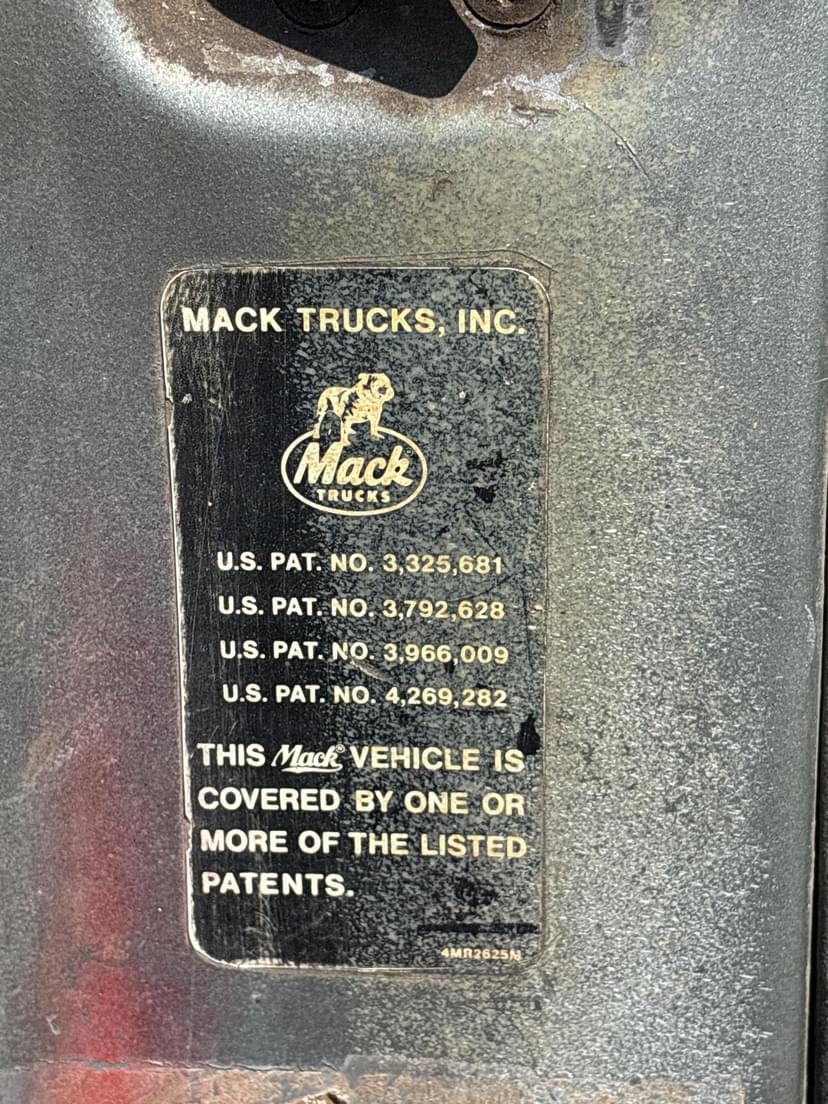 MACK TRUCKS, INC.
Mack
TRUCKS
U.S. PAT. NO. 3,325,681
U.S. PAT. NO. 3,792,628
U.S. PAT. NO. 3,966,009
U.S. PAT. NO. 4,269,282
THIS Mack® VEHICLE IS
COVERED BY ONE OR
MORE OF THE LISTED
PATENTS.
4MR2625M